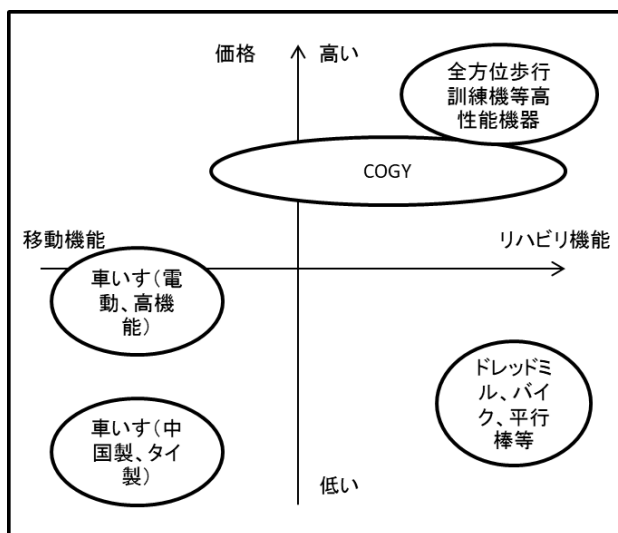 価格
高い
全方位歩行
訓練機等高
性能機器
COGY
移動機能
リハビリ機能
車いす(電
動、高機
能)
ドレッドミ
ル、バイ
ク、平行
棒等
車いす(中
国製、タイ
製)
低い